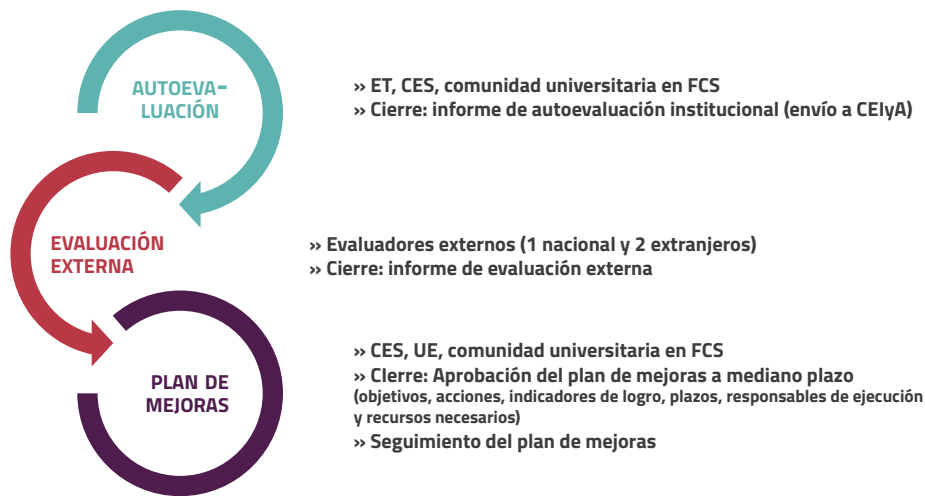 AUTOEVA-
LUACIÓN
» ET, CES, comunidad universitaria en FCS
» Cierre: informe de autoevaluación institucional (envío a CEIyA)
EVALUACIÓN
EXTERNA
» Evaluadores externos (1 nacional y 2 extranjeros)
» Cierre: informe de evaluación externa
PLAN DE
MEJORAS
» CES, UE, comunidad universitaria en FCS
» CIerre: Aprobación del plan de mejoras a mediano plazo
(objetivos, acciones, indicadores de logro, plazos, responsables de ejecución
y recursos necesarios)
» Seguimiento del plan de mejoras